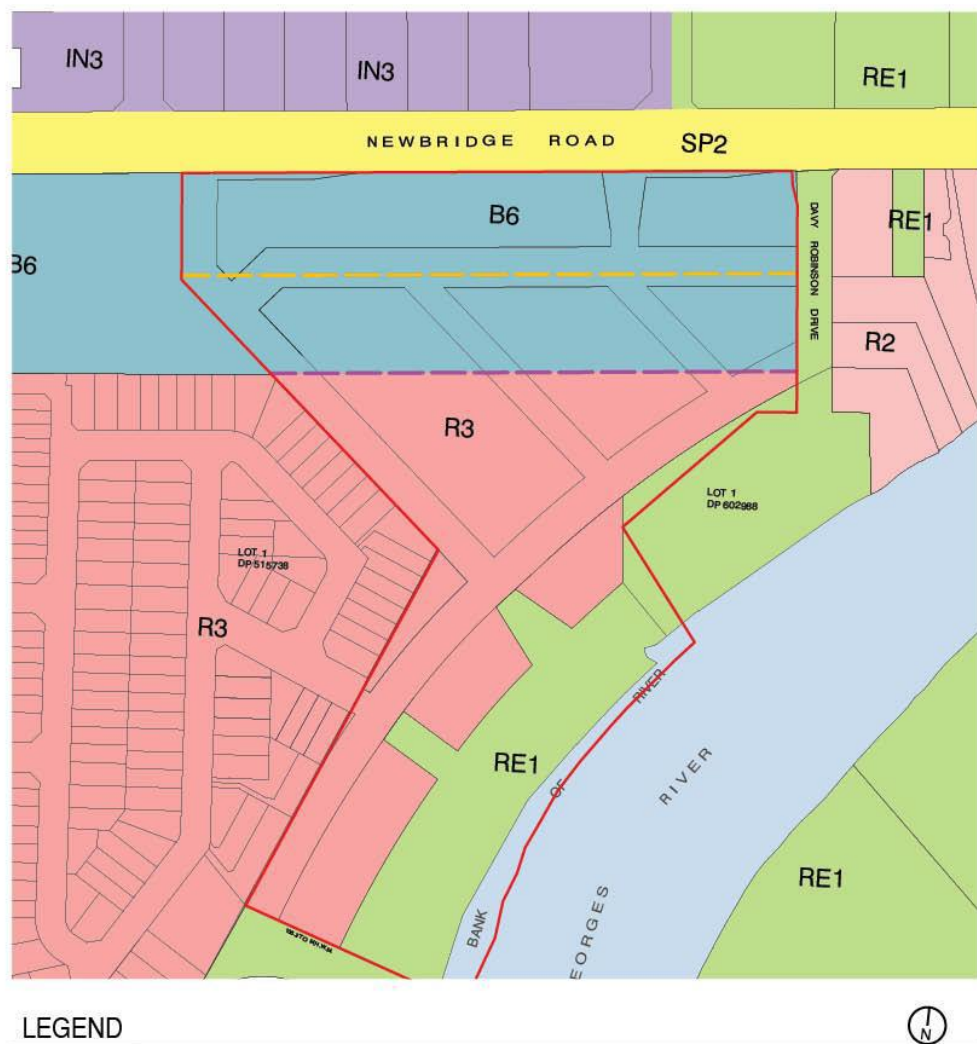 IN3
IN3
RE1
NEWBRIDGE ROAD SP2
B6
B6
RE1
DAVY ROBINSON DRIVE
R2
R3
LOT 1
DP 602988
LOT 1
DP 515738
R3
RE1
BANK OF RIVER
RIVER
EORGES
RE1
LEGEND
N